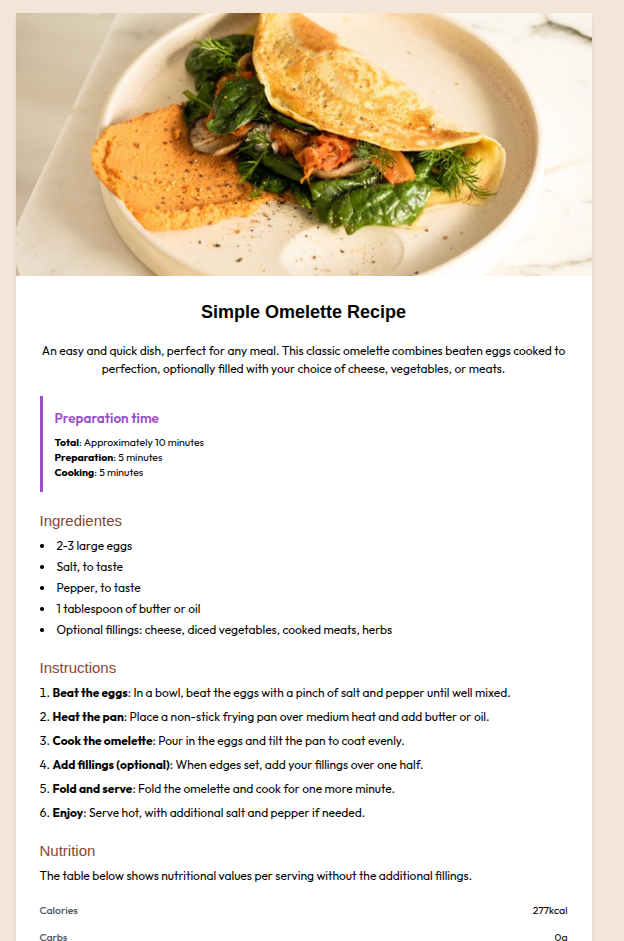 Simple Omelette Recipe
An easy and quick dish, perfect for any meal. This classic omelette combines beaten eggs cooked to
perfection, optionally filled with your choice of cheese, vegetables, or meats.
Preparation time
Total: Approximately 10 minutes
Preparation: 5 minutes
Cooking: 5 minutes
Ingredientes
• 2-3 large eggs
• Salt, to taste
• Pepper, to taste
• 1 tablespoon of butter or oil
• Optional fillings: cheese, diced vegetables, cooked meats, herbs
Instructions
1. Beat the eggs: In a bowl, beat the eggs with a pinch of salt and pepper until well mixed.
2. Heat the pan: Place a non-stick frying pan over medium heat and add butter or oil.
3. Cook the omelette: Pour in the eggs and tilt the pan to coat evenly.
4. Add fillings (optional): When edges set, add your fillings over one half.
5. Fold and serve: Fold the omelette and cook for one more minute.
6. Enjoy: Serve hot, with additional salt and pepper if needed.
Nutrition
The table below shows nutritional values per serving without the additional fillings.
Calories 277kcal
Carbs 0g